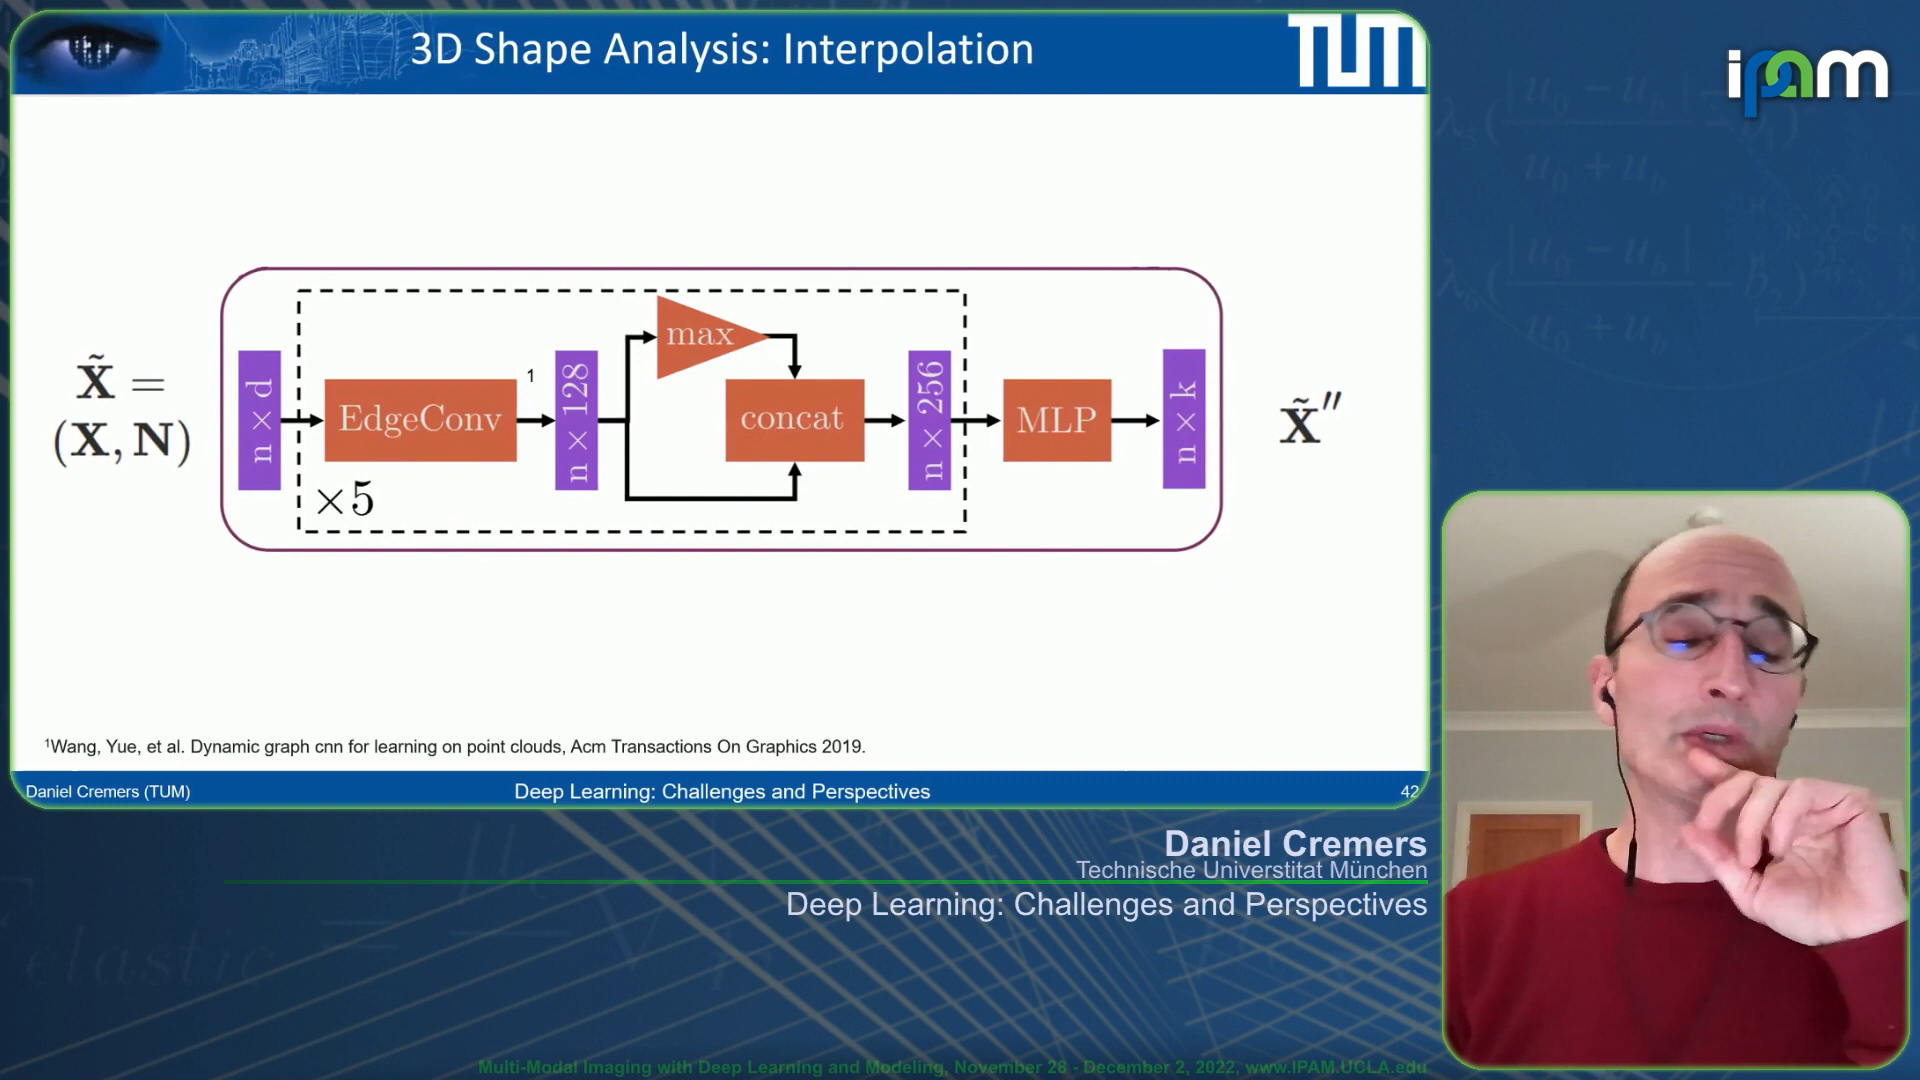 3D Shape Analysis: Interpolation
TUM
ipam
max
X̃ =
(X, N)
n × d
EdgeConv
1
n × 128
concat
n × 256
MLP
n × k
X̃″
×5
¹Wang, Yue, et al. Dynamic graph cnn for learning on point clouds, Acm Transactions On Graphics 2019.
Daniel Cremers (TUM)
Deep Learning: Challenges and Perspectives
42
Daniel Cremers
Technische Universtitat München
Deep Learning: Challenges and Perspectives
elastic
Multi-Modal Imaging with Deep Learning and Modeling, November 28 - December 2, 2022, www.IPAM.UCLA.edu